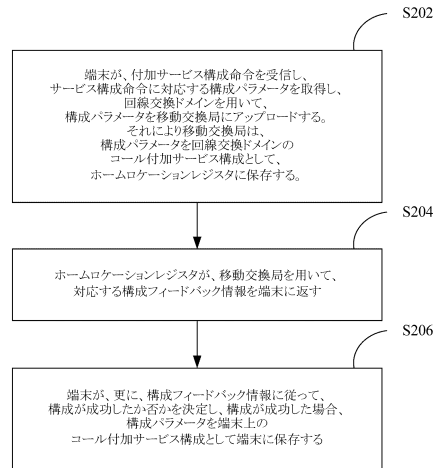 S202
端末が、付加サービス構成命令を受信し、
サービス構成命令に対応する構成パラメータを取得し、
回線交換ドメインを用いて、
構成パラメータを移動交換局にアップロードする。
それにより移動交換局は、
構成パラメータを回線交換ドメインの
コール付加サービス構成として、
ホームロケーションレジスタに保存する。
S204
ホームロケーションレジスタが、移動交換局を用いて、
対応する構成フィードバック情報を端末に返す
S206
端末が、更に、構成フィードバック情報に従って、
構成が成功したか否かを決定し、構成が成功した場合、
構成パラメータを端末上の
コール付加サービス構成として端末に保存する